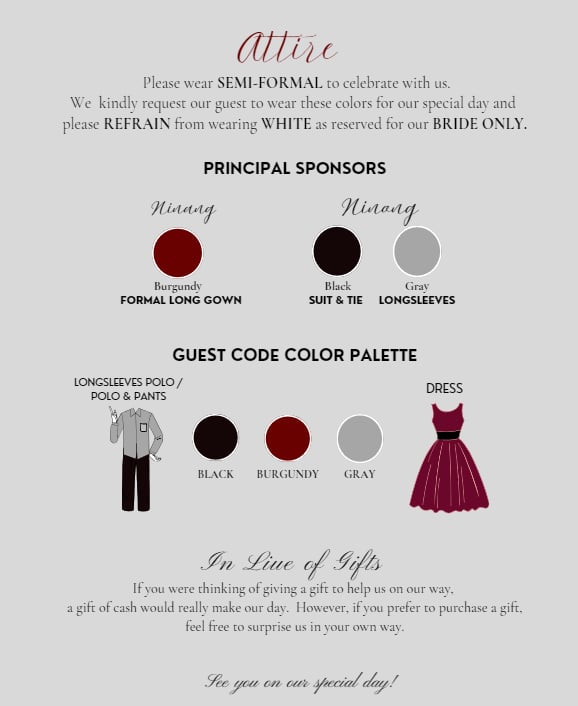 Attire
Please wear SEMI-FORMAL to celebrate with us.
We kindly request our guest to wear these colors for our special day and
please REFRAIN from wearing WHITE as reserved for our BRIDE ONLY.
PRINCIPAL SPONSORS
Ninang
Burgundy
FORMAL LONG GOWN
Ninong
Black
SUIT & TIE
Gray
LONGSLEEVES
GUEST CODE COLOR PALETTE
LONGSLEEVES POLO /
POLO & PANTS
BLACK
BURGUNDY
GRAY
DRESS
In Liue of Gifts
If you were thinking of giving a gift to help us on our way,
a gift of cash would really make our day. However, if you prefer to purchase a gift,
feel free to surprise us in your own way.
See you on our special day!